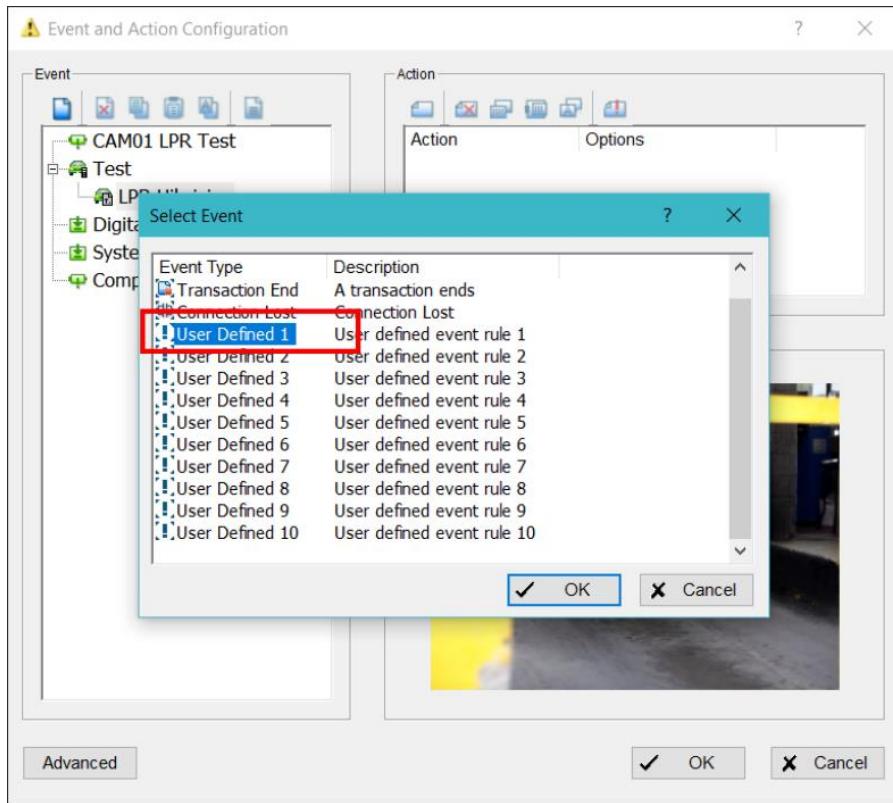 Event and Action Configuration
Event
Action
CAM01 LPR Test
Test
Action Options
Select Event
Event Type Description
Transaction End A transaction ends
Connection Lost Connection Lost
User Defined 1 User defined event rule 1
User Defined 2 User defined event rule 2
User Defined 3 User defined event rule 3
User Defined 4 User defined event rule 4
User Defined 5 User defined event rule 5
User Defined 6 User defined event rule 6
User Defined 7 User defined event rule 7
User Defined 8 User defined event rule 8
User Defined 9 User defined event rule 9
User Defined 10 User defined event rule 10
OK Cancel
Advanced OK Cancel